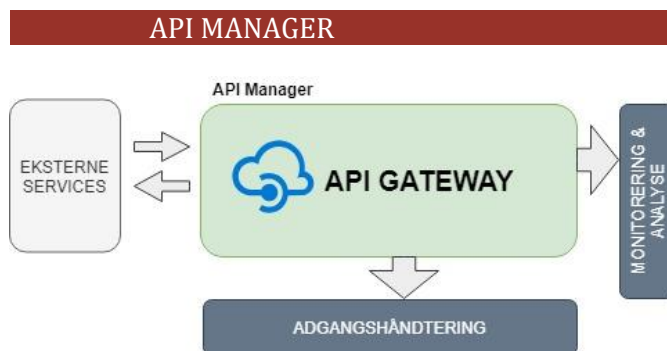 API MANAGER
API Manager
EKSTERNE
SERVICES
API GATEWAY
MONITORERING &
ANALYSE
ADGANGSHÅNDTERING